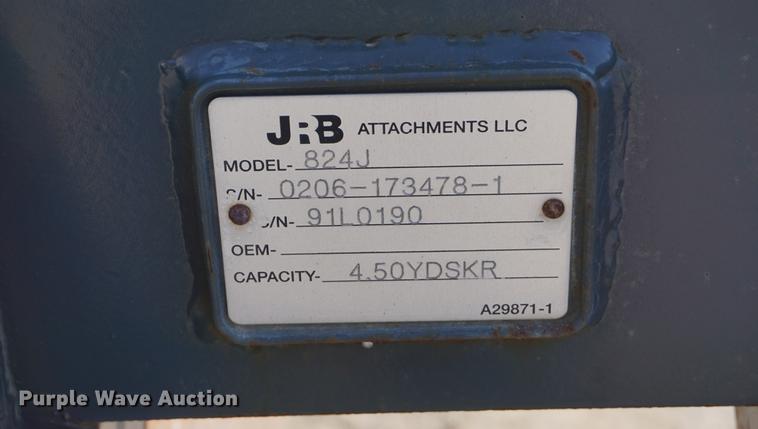 JRB ATTACHMENTS LLC
MODEL- 824J
S/N- 0206-173478-1
/N- 91L0190
OEM-
CAPACITY- 4.50YDSKR
A29871-1
Purple Wave Auction